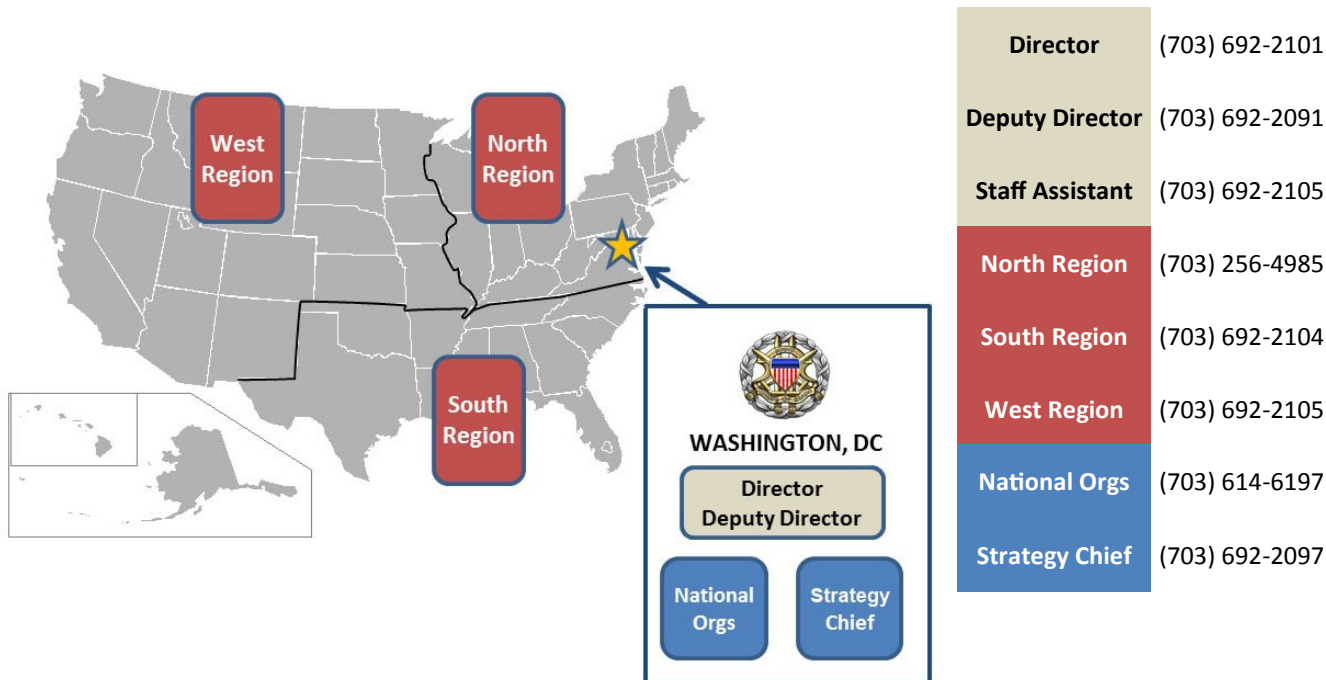 West
Region
North
Region
South
Region
WASHINGTON, DC
Director
Deputy Director
National
Orgs
Strategy
Chief
Director (703) 692-2101
Deputy Director (703) 692-2091
Staff Assistant (703) 692-2105
North Region (703) 256-4985
South Region (703) 692-2104
West Region (703) 692-2105
National Orgs (703) 614-6197
Strategy Chief (703) 692-2097